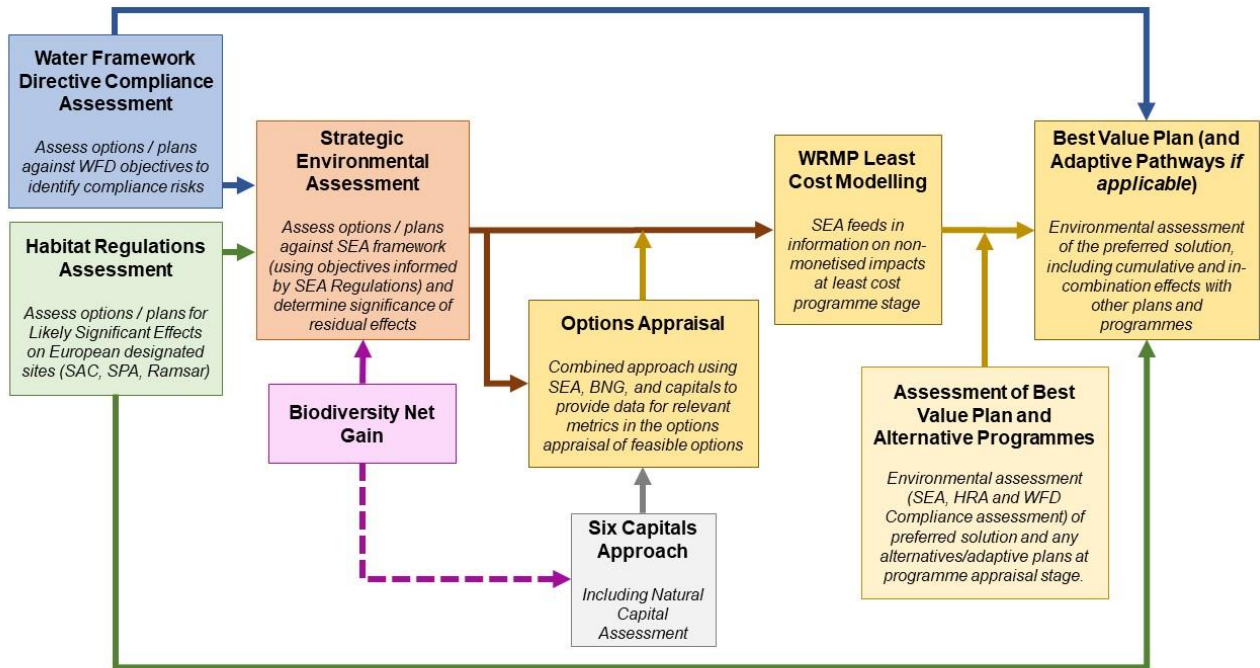 Water Framework
Directive Compliance
Assessment
Assess options / plans
against WFD objectives to
identify compliance risks
Habitat Regulations
Assessment
Assess options / plans for
Likely Significant Effects
on European designated
sites (SAC, SPA, Ramsar)
Strategic
Environmental
Assessment
Assess options / plans
against SEA framework
(using objectives informed
by SEA Regulations) and
determine significance of
residual effects
Biodiversity Net
Gain
Options Appraisal
Combined approach using
SEA, BNG, and capitals to
provide data for relevant
metrics in the options
appraisal of feasible options
Six Capitals
Approach
Including Natural
Capital
Assessment
WRMP Least
Cost Modelling
SEA feeds in
information on non-
monetised impacts
at least cost
programme stage
Assessment of Best
Value Plan and
Alternative Programmes
Environmental assessment
(SEA, HRA and WFD
Compliance assessment) of
preferred solution and any
alternatives/adaptive plans at
programme appraisal stage.
Best Value Plan (and
Adaptive Pathways if
applicable)
Environmental assessment
of the preferred solution,
including cumulative and in-
combination effects with
other plans and
programmes